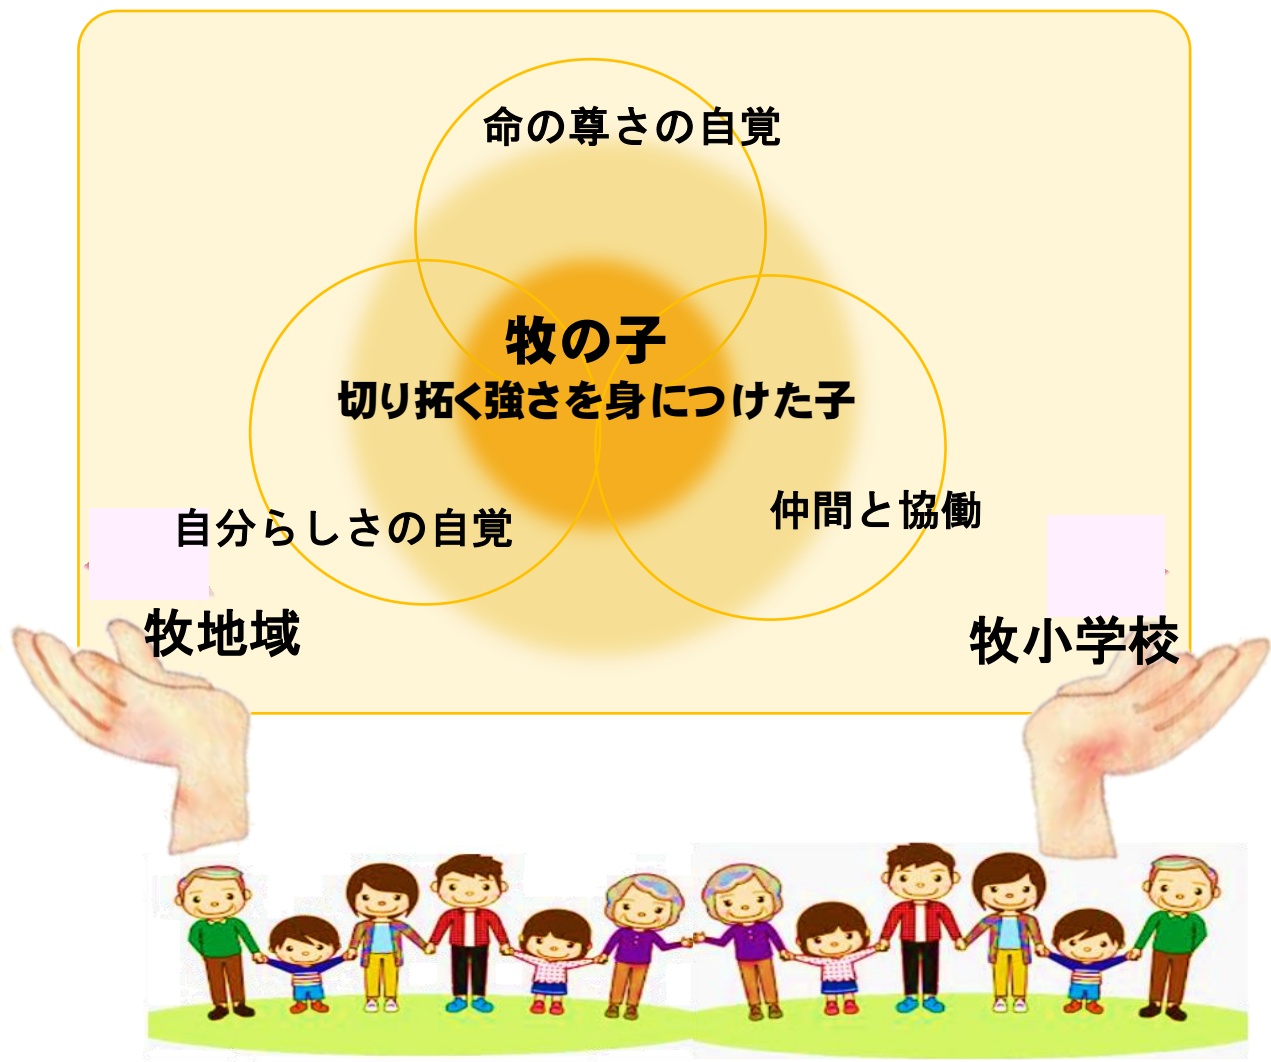 命の尊さの自覚
牧の子
切り拓く強さを身につけた子
自分らしさの自覚
仲間と協働
牧地域
牧小学校